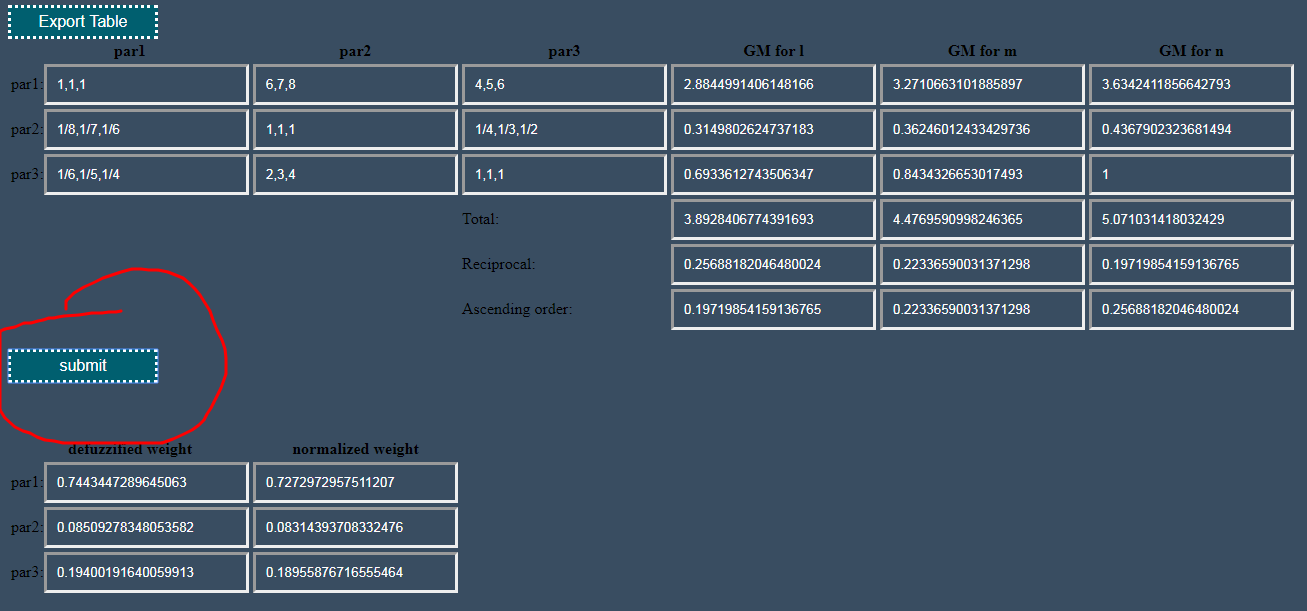 Export Table
par1 par2 par3 GM for l GM for m GM for n
par1: 1,1,1 6,7,8 4,5,6 2.8844991406148166 3.2710663101885897 3.6342411856642793
par2: 1/8,1/7,1/6 1,1,1 1/4,1/3,1/2 0.3149802624737183 0.36246012433429736 0.4367902323681494
par3: 1/6,1/5,1/4 2,3,4 1,1,1 0.6933612743506347 0.8434326653017493 1
Total: 3.8928406774391693 4.4769590998246365 5.071031418032429
Reciprocal: 0.25688182046480024 0.22336590031371298 0.19719854159136765
Ascending order: 0.19719854159136765 0.22336590031371298 0.25688182046480024
submit
defuzzified weight normalized weight
par1: 0.7443447289645063 0.7272972957511207
par2: 0.08509278348053582 0.08314393708332476
par3: 0.19400191640059913 0.18955876716555464